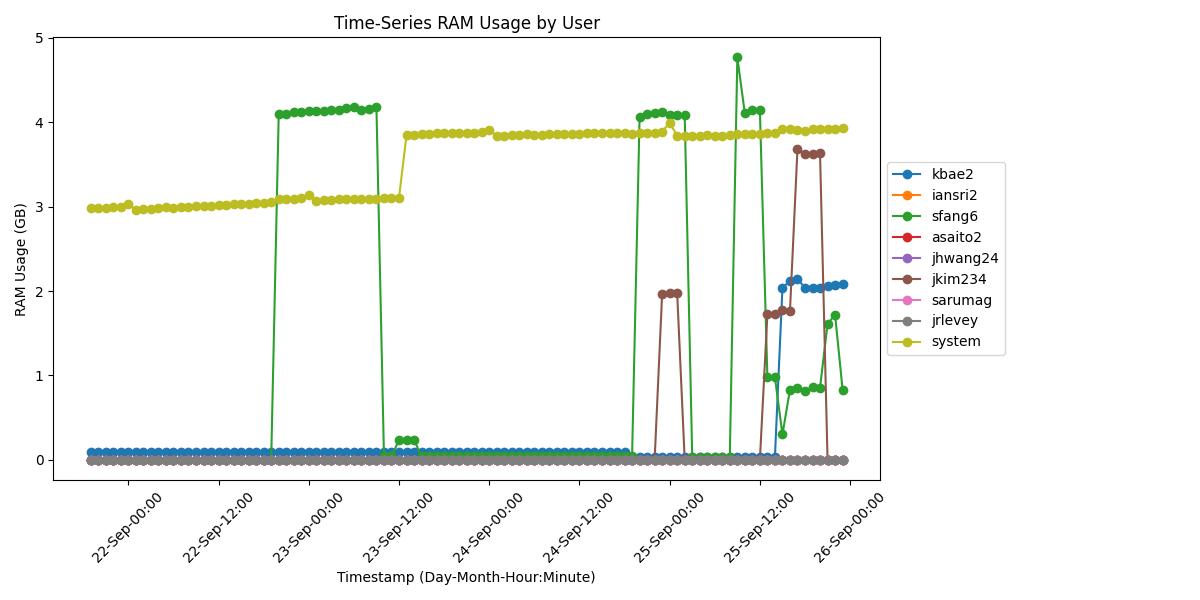 Time-Series RAM Usage by User
RAM Usage (GB)
5
4
3
2
1
0
22-Sep-00:00
22-Sep-12:00
23-Sep-00:00
23-Sep-12:00
24-Sep-00:00
24-Sep-12:00
25-Sep-00:00
25-Sep-12:00
26-Sep-00:00
Timestamp (Day-Month-Hour:Minute)
kbae2
iansri2
sfang6
asaito2
jhwang24
jkim234
sarumag
jrlevey
system